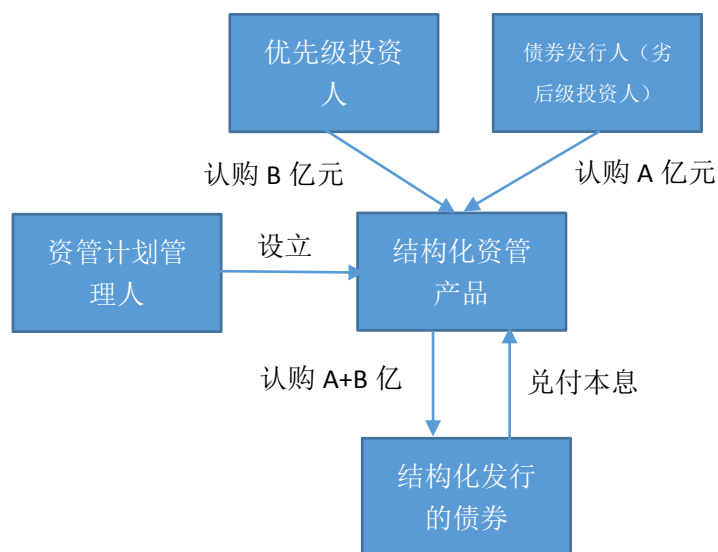 优先级投资
人
债券发行人（劣
后级投资人）
认购 B 亿元
认购 A 亿元
资管计划管
理人
设立
结构化资管
产品
认购 A+B 亿
兑付本息
结构化发行
的债券